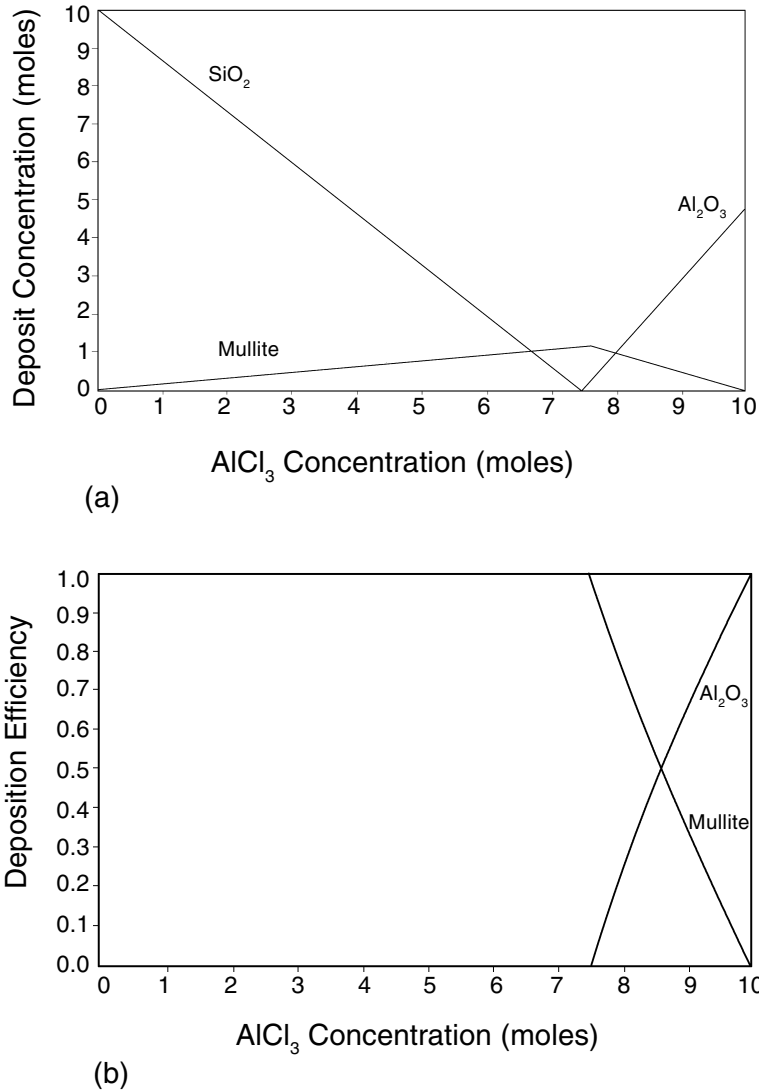 10
9
8
7
6
5
4
3
2
1
0
Deposit Concentration (moles)
SiO₂
Al₂O₃
Mullite
0 1 2 3 4 5 6 7 8 9 10
AlCl₃ Concentration (moles)
(a)
1.0
0.9
0.8
0.7
0.6
0.5
0.4
0.3
0.2
0.1
0.0
Deposition Efficiency
Al₂O₃
Mullite
0 1 2 3 4 5 6 7 8 9 10
AlCl₃ Concentration (moles)
(b)